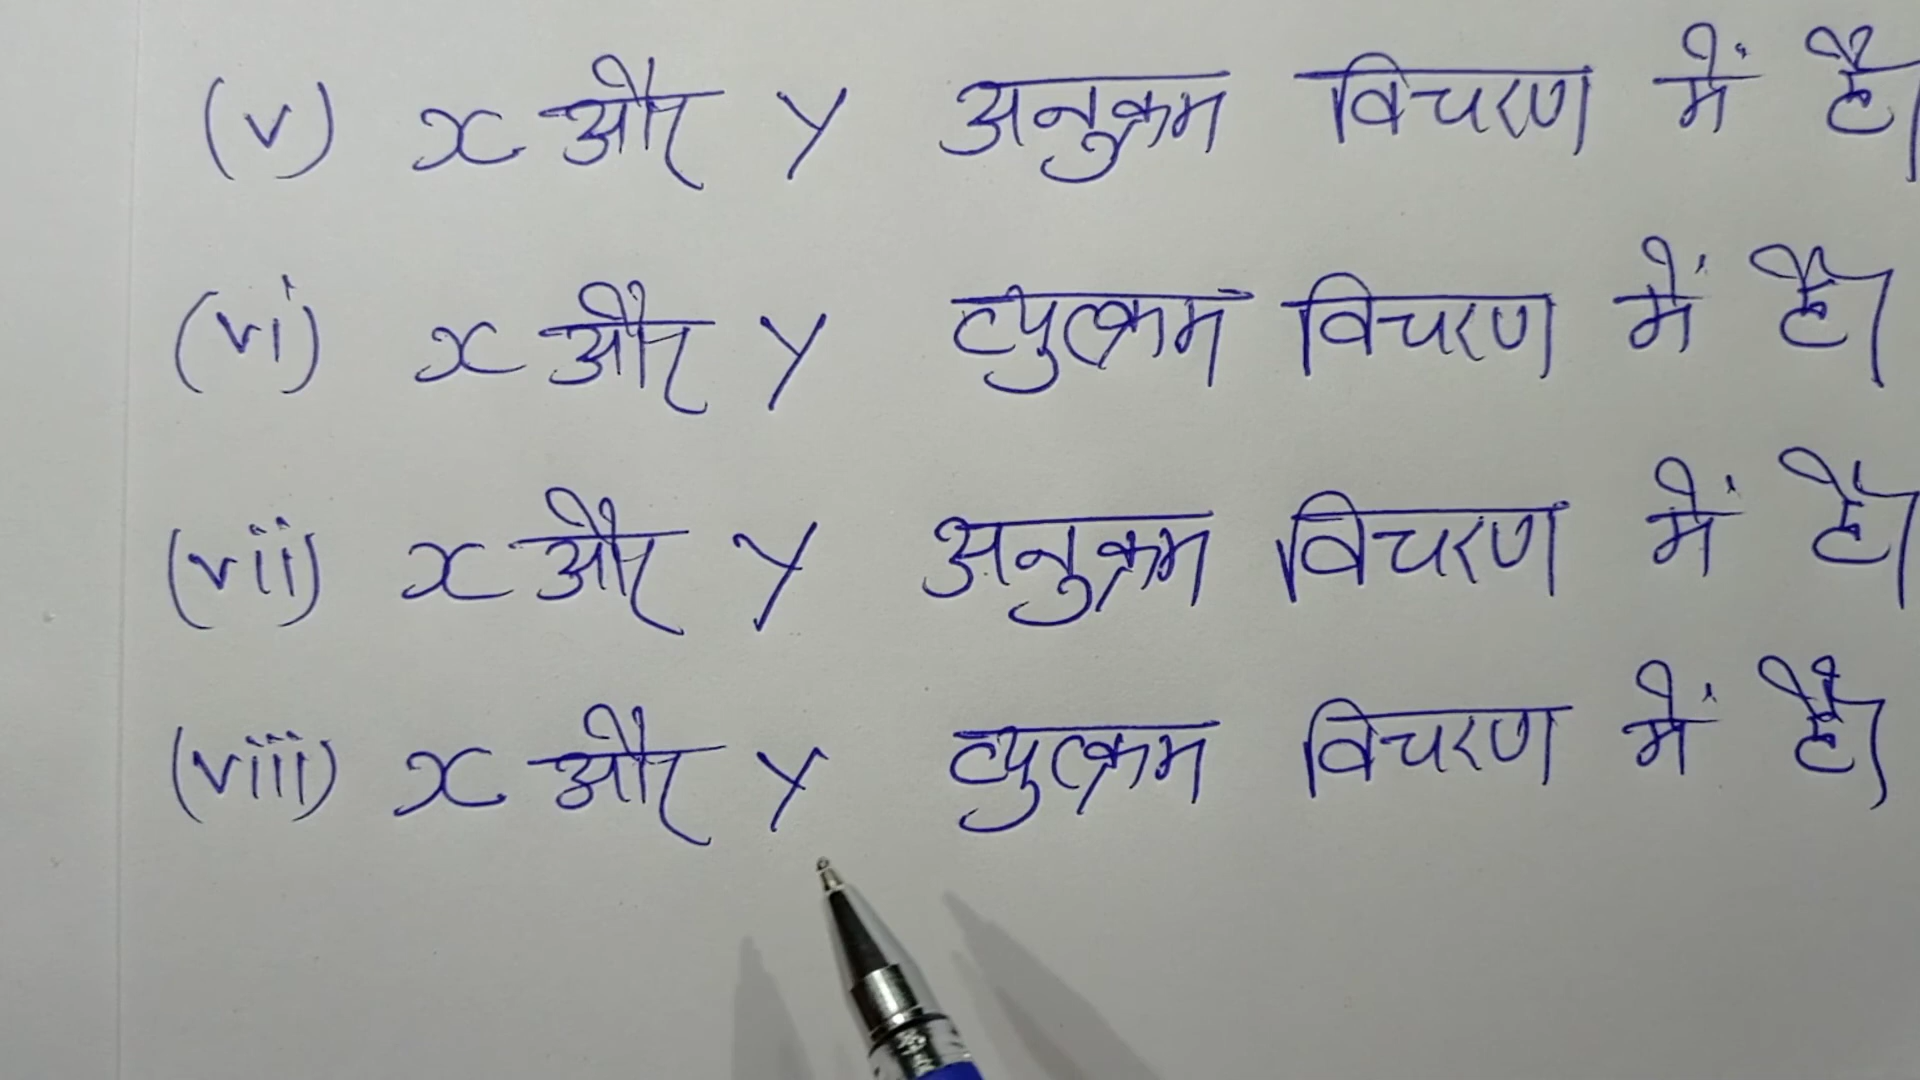 (v) x और y अनुक्रम विचरण में है।
(vi) x और y व्युत्क्रम विचरण में है।
(vii) x और y अनुक्रम विचरण में है।
(viii) x और y व्युत्क्रम विचरण में है।